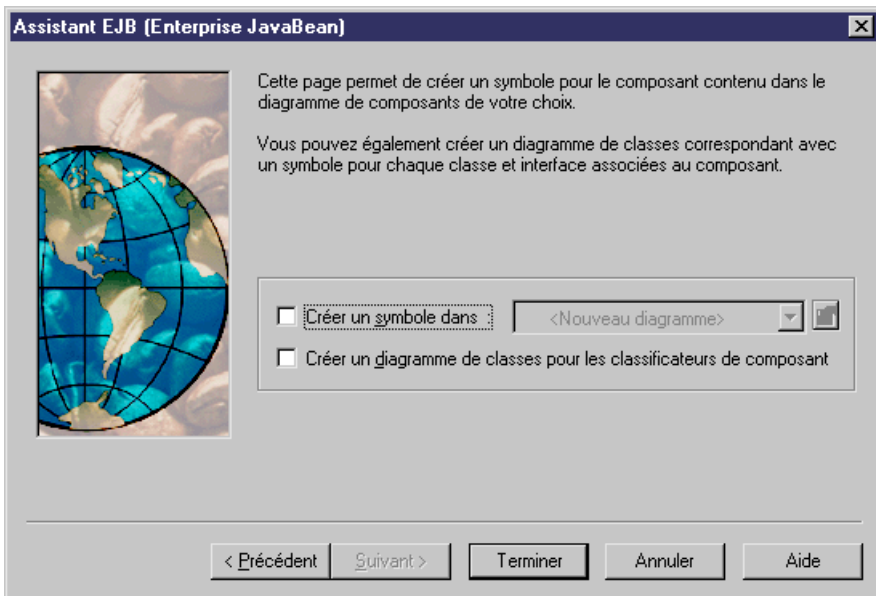 Assistant EJB (Enterprise JavaBean)
Cette page permet de créer un symbole pour le composant contenu dans le
diagramme de composants de votre choix.
Vous pouvez également créer un diagramme de classes correspondant avec
un symbole pour chaque classe et interface associées au composant.
Créer un symbole dans : <Nouveau diagramme>
Créer un diagramme de classes pour les classificateurs de composant
< Précédent Suivant > Terminer Annuler Aide